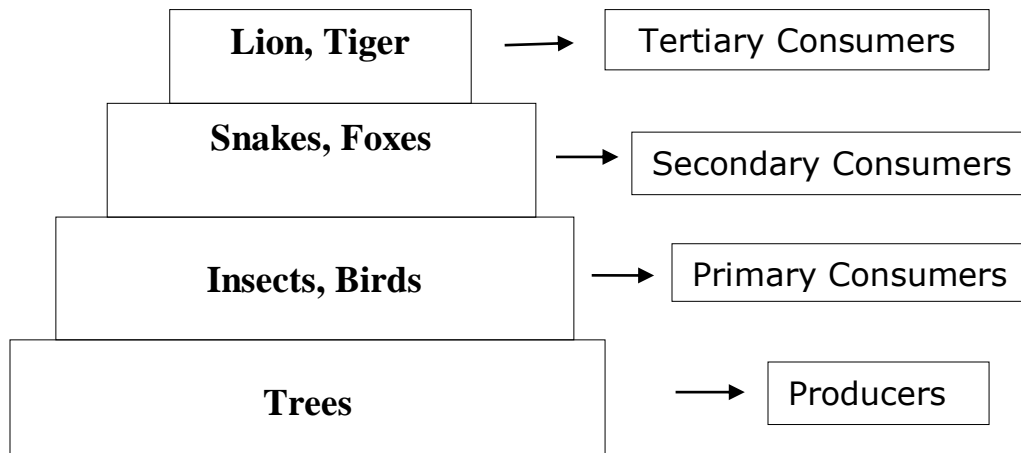 Lion, Tiger
Tertiary Consumers
Snakes, Foxes
Secondary Consumers
Insects, Birds
Primary Consumers
Trees
Producers